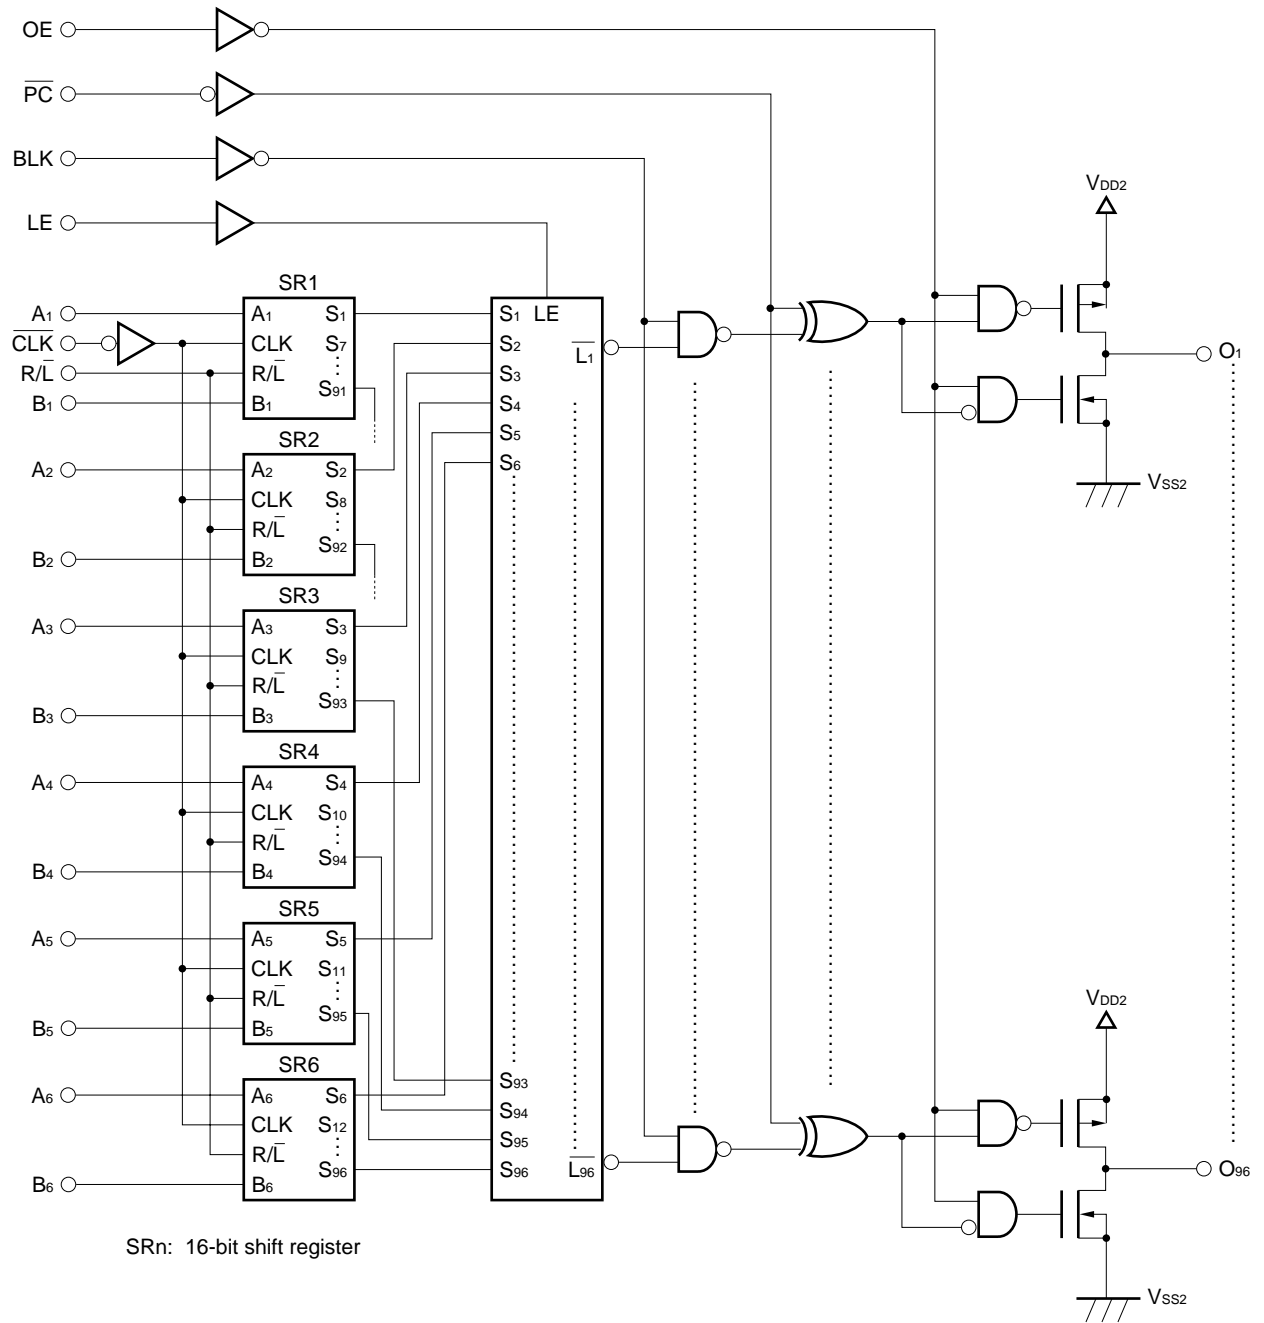 OE
P̅C̅
BLK
LE
VDD2
SR1
A1
A1
S1
S1 LE
C̅L̅K̅
CLK
S7
S2
L̅1̅
O1
R/L̅
R/L̅
S91
S3
B1
B1
S4
SR2
S5
A2
A2
S2
S6
CLK
S8
VSS2
R/L̅
S92
B2
B2
SR3
A3
A3
S3
CLK
S9
R/L̅
S93
B3
B3
SR4
A4
A4
S4
CLK
S10
R/L̅
S94
B4
B4
SR5
A5
A5
S5
CLK
S11
R/L̅
S95
B5
B5
VDD2
SR6
S93
A6
A6
S6
S94
CLK
S12
S95
R/L̅
S96
S96
L̅9̅6̅
O96
B6
B6
SRn: 16-bit shift register
VSS2